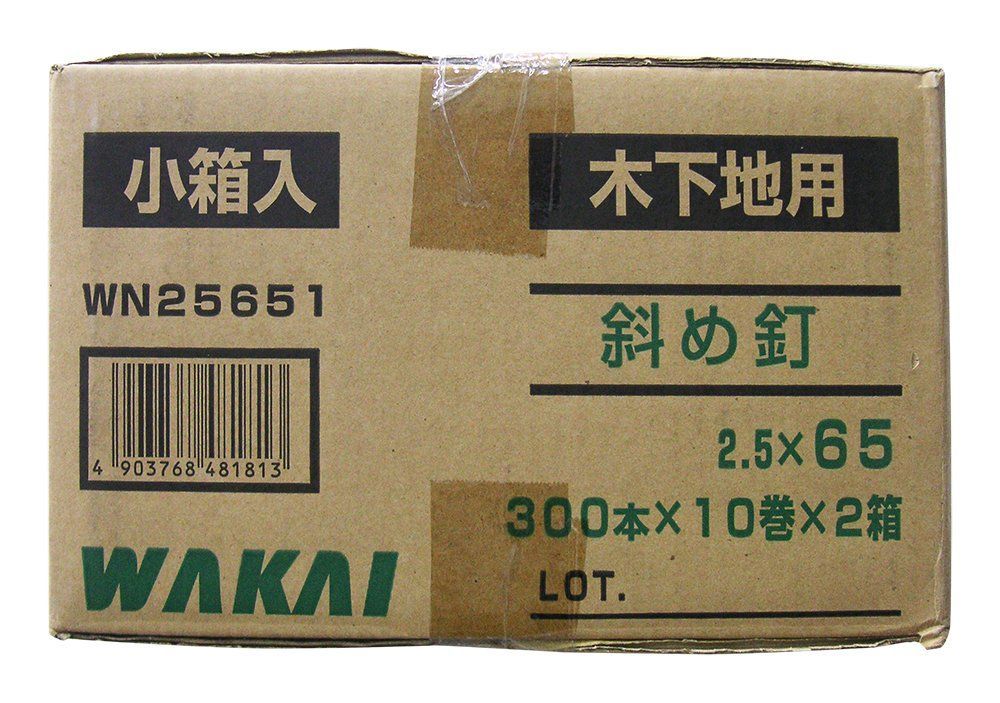 小箱入
WN25651
4 903768 481813
WAKAI
木下地用
斜め釘
2.5×65
300本×10巻×2箱
LOT.